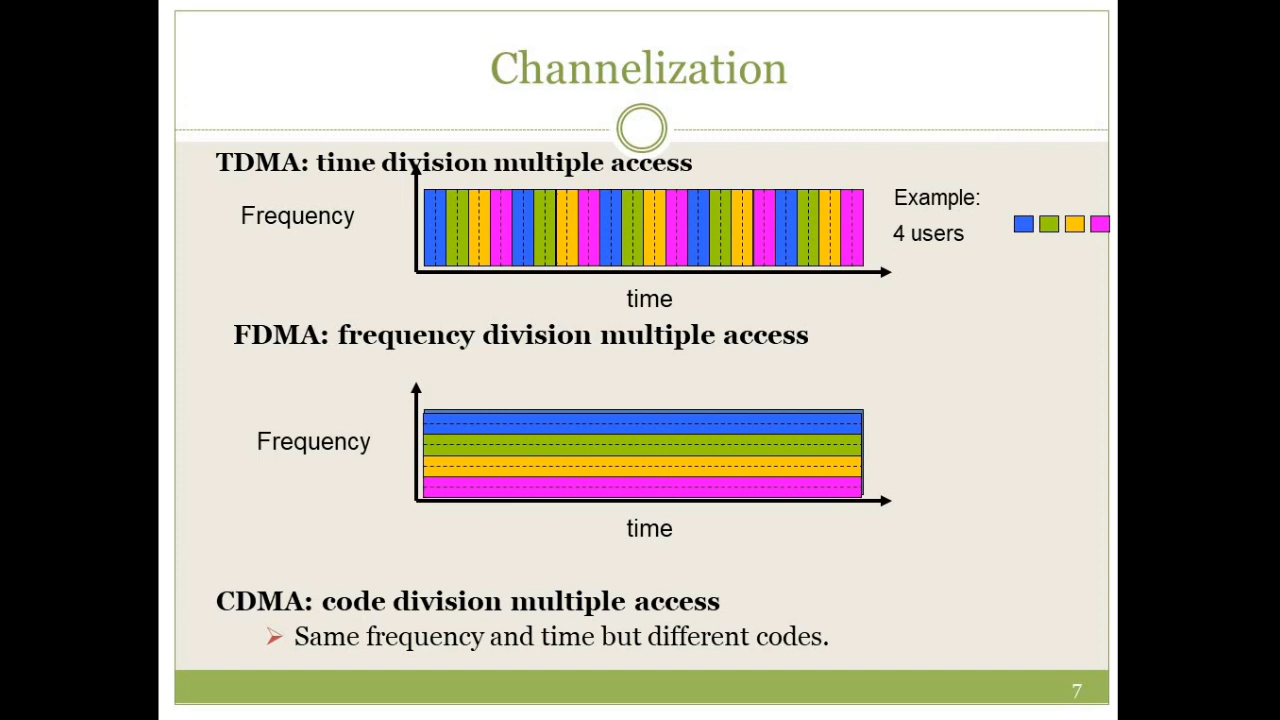 Channelization
TDMA: time division multiple access
Frequency
Example:
4 users
time
FDMA: frequency division multiple access
Frequency
time
CDMA: code division multiple access
Same frequency and time but different codes.
7